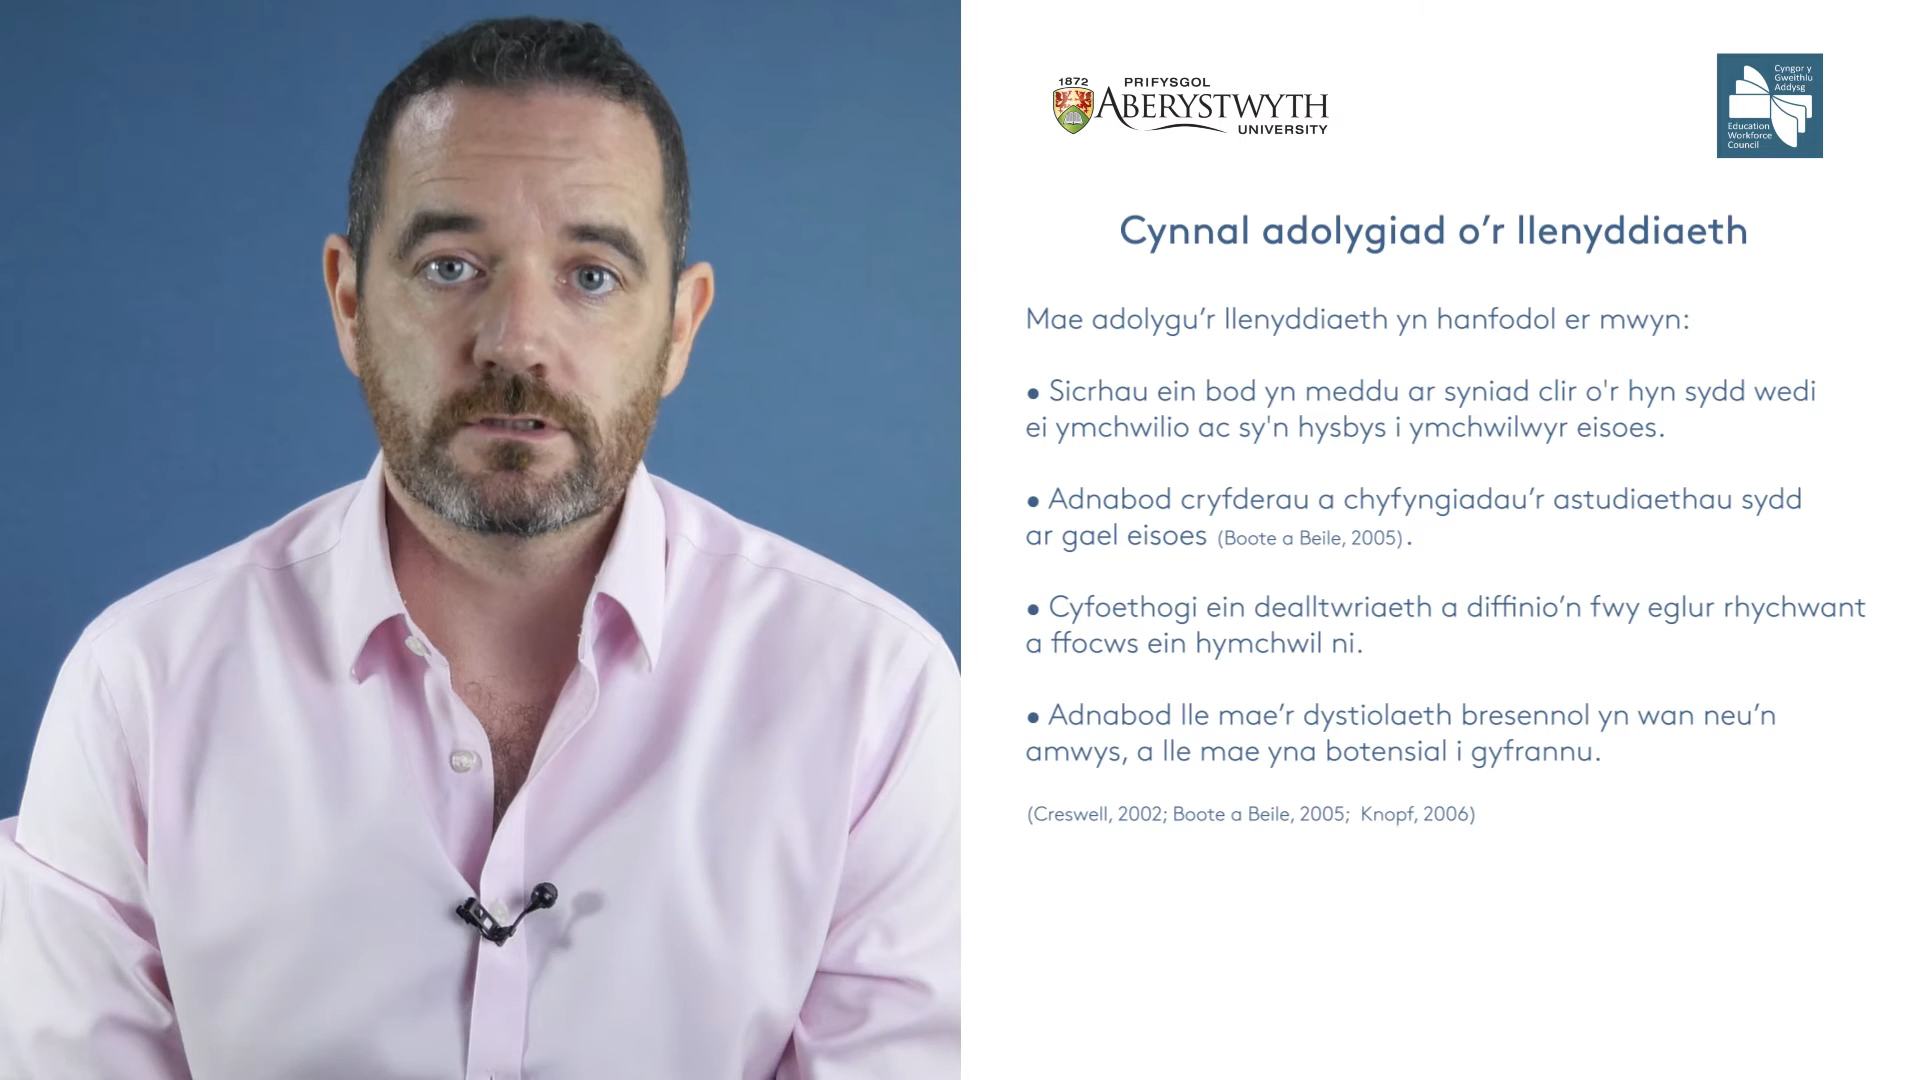 1872
PRIFYSGOL
ABERYSTWYTH
UNIVERSITY
Cyngor y
Gweithlu
Addysg
Education
Workforce
Council
Cynnal adolygiad o’r llenyddiaeth
Mae adolygu’r llenyddiaeth yn hanfodol er mwyn:
• Sicrhau ein bod yn meddu ar syniad clir o'r hyn sydd wedi
ei ymchwilio ac sy'n hysbys i ymchwilwyr eisoes.
• Adnabod cryfderau a chyfyngiadau’r astudiaethau sydd
ar gael eisoes (Boote a Beile, 2005).
• Cyfoethogi ein dealltwriaeth a diffinio’n fwy eglur rhychwant
a ffocws ein hymchwil ni.
• Adnabod lle mae’r dystiolaeth bresennol yn wan neu’n
amwys, a lle mae yna botensial i gyfrannu.
(Creswell, 2002; Boote a Beile, 2005; Knopf, 2006)